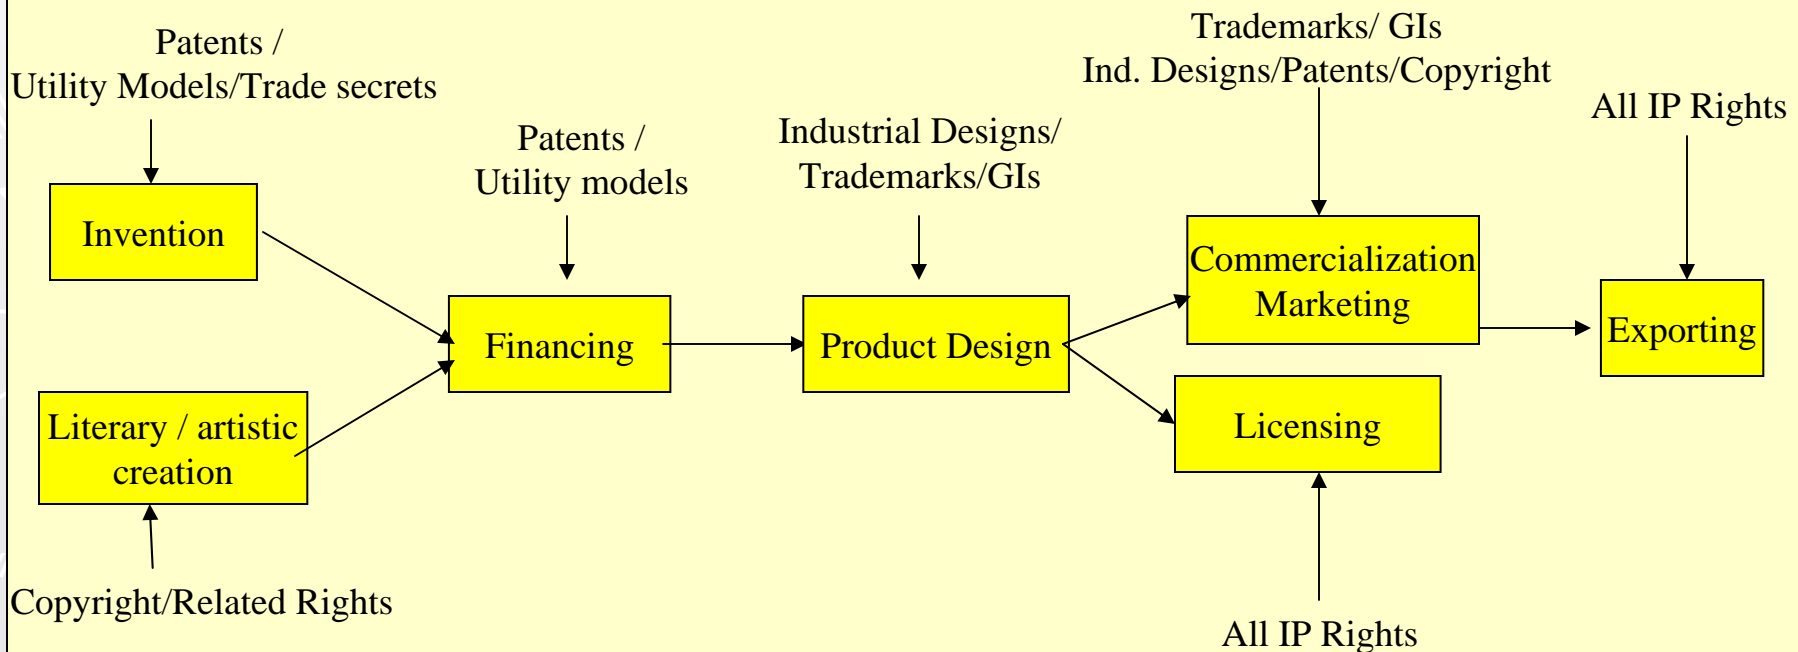 Patents /
Utility Models/Trade secrets
Invention
Literary / artistic
creation
Copyright/Related Rights
Patents /
Utility models
Financing
Industrial Designs/
Trademarks/GIs
Product Design
Trademarks/ GIs
Ind. Designs/Patents/Copyright
Commercialization
Marketing
Licensing
All IP Rights
All IP Rights
Exporting